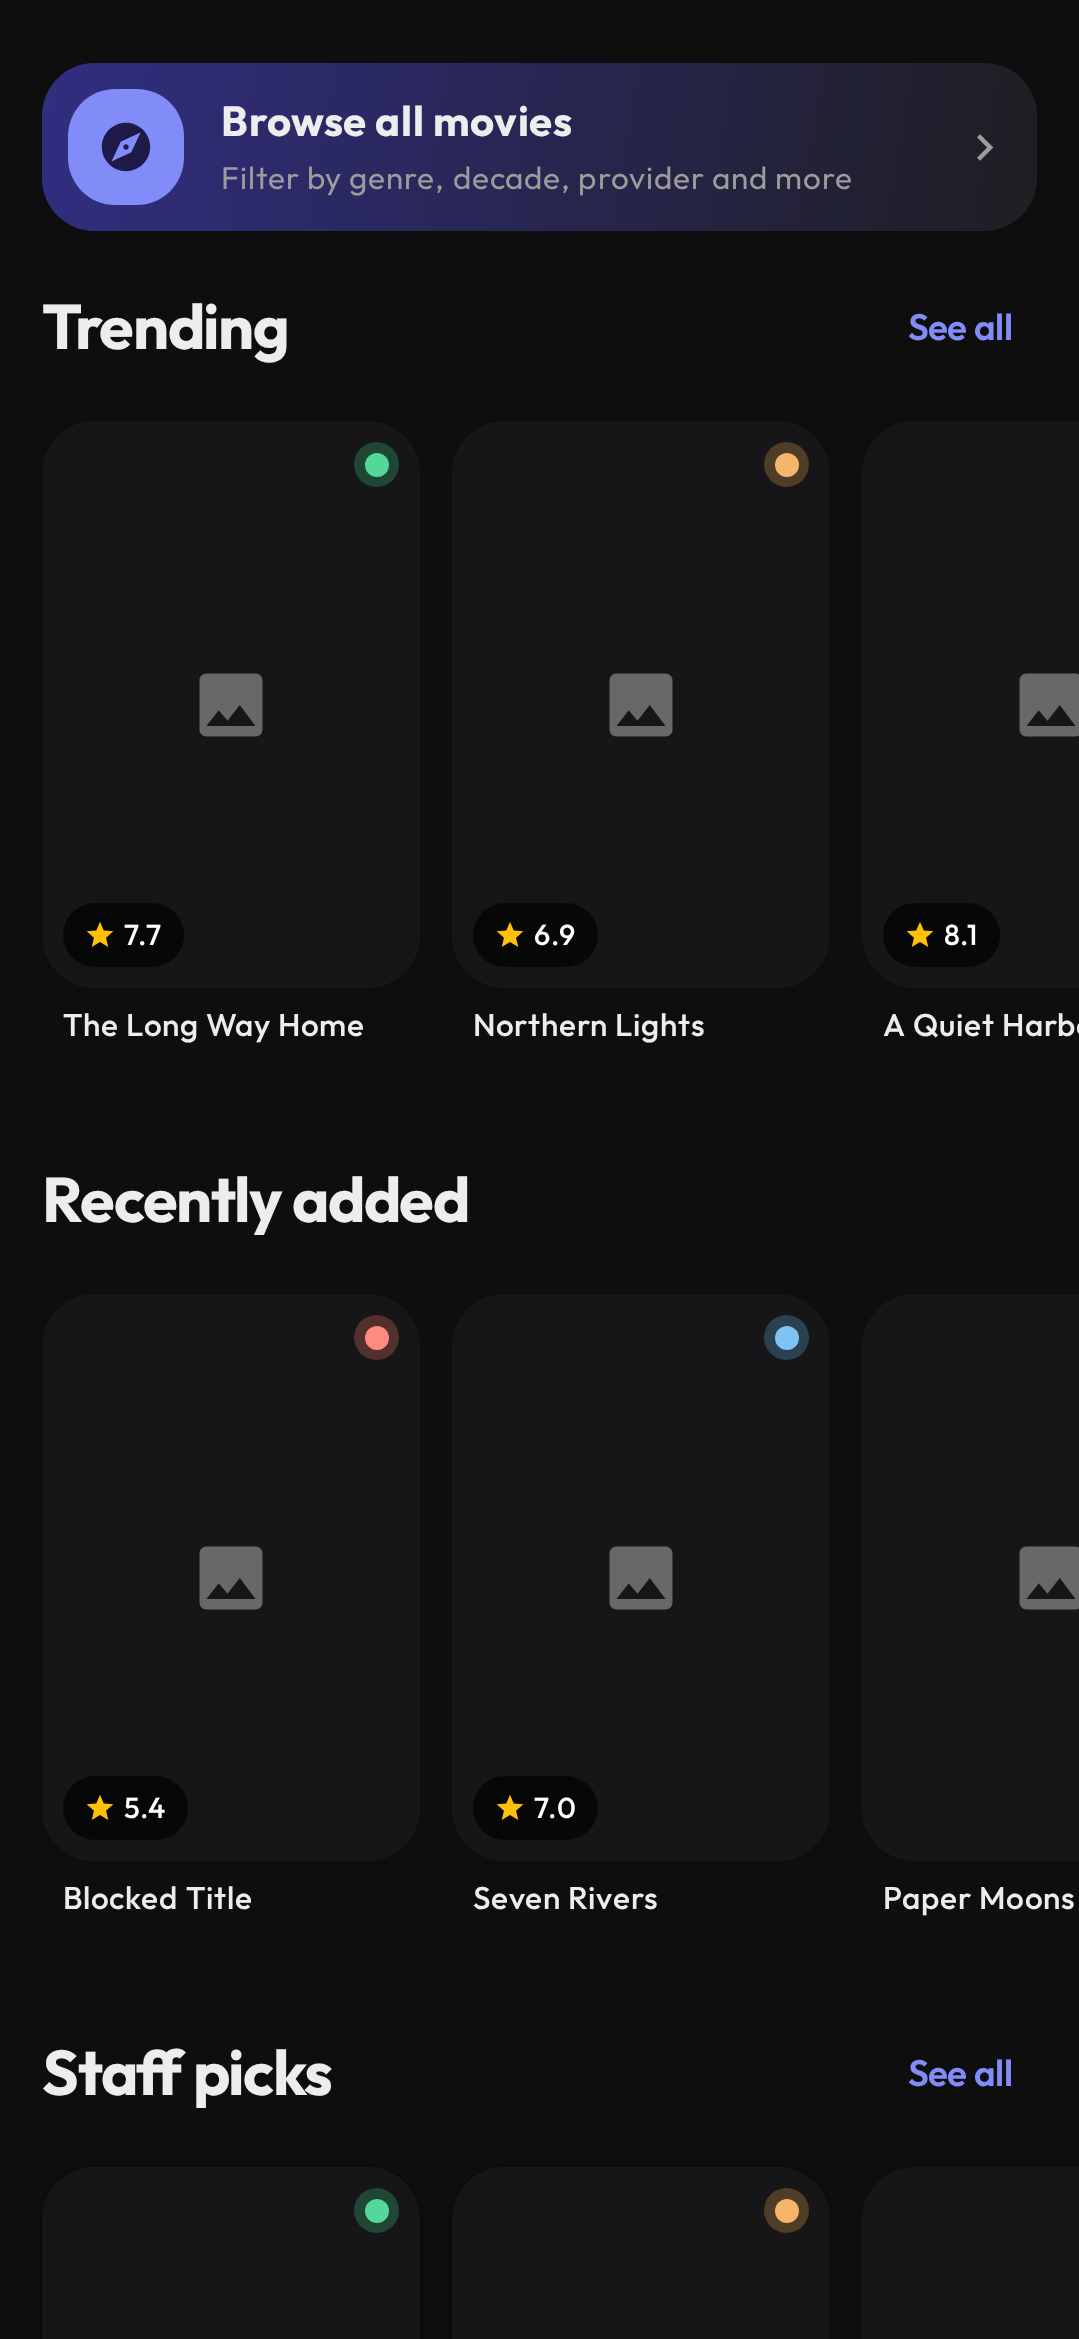 Browse all movies
Filter by genre, decade, provider and more
Trending
See all
7.7
6.9
8.1
The Long Way Home
Northern Lights
A Quiet
Recently added
5.4
7.0
Blocked Title
Seven Rivers
Paper Moons
Staff picks
See all